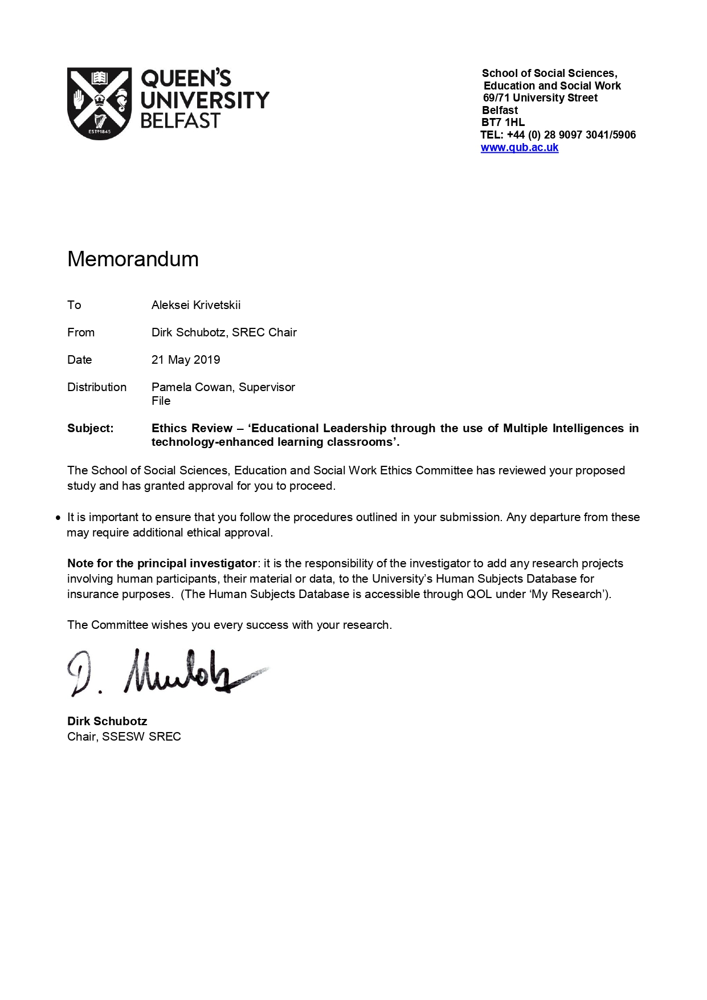 QUEEN'S
UNIVERSITY
BELFAST
ESTD1845
School of Social Sciences,
Education and Social Work
69/71 University Street
Belfast
BT7 1HL
TEL: +44 (0) 28 9097 3041/5906
www.qub.ac.uk
Memorandum
To Aleksei Krivetskii
From Dirk Schubotz, SREC Chair
Date 21 May 2019
Distribution Pamela Cowan, Supervisor
File
Subject: Ethics Review – ‘Educational Leadership through the use of Multiple Intelligences in
technology-enhanced learning classrooms’.
The School of Social Sciences, Education and Social Work Ethics Committee has reviewed your proposed
study and has granted approval for you to proceed.
• It is important to ensure that you follow the procedures outlined in your submission. Any departure from these
may require additional ethical approval.
Note for the principal investigator: it is the responsibility of the investigator to add any research projects
involving human participants, their material or data, to the University’s Human Subjects Database for
insurance purposes.  (The Human Subjects Database is accessible through QOL under ‘My Research’).
The Committee wishes you every success with your research.
D.
Dirk Schubotz
Chair, SSESW SREC